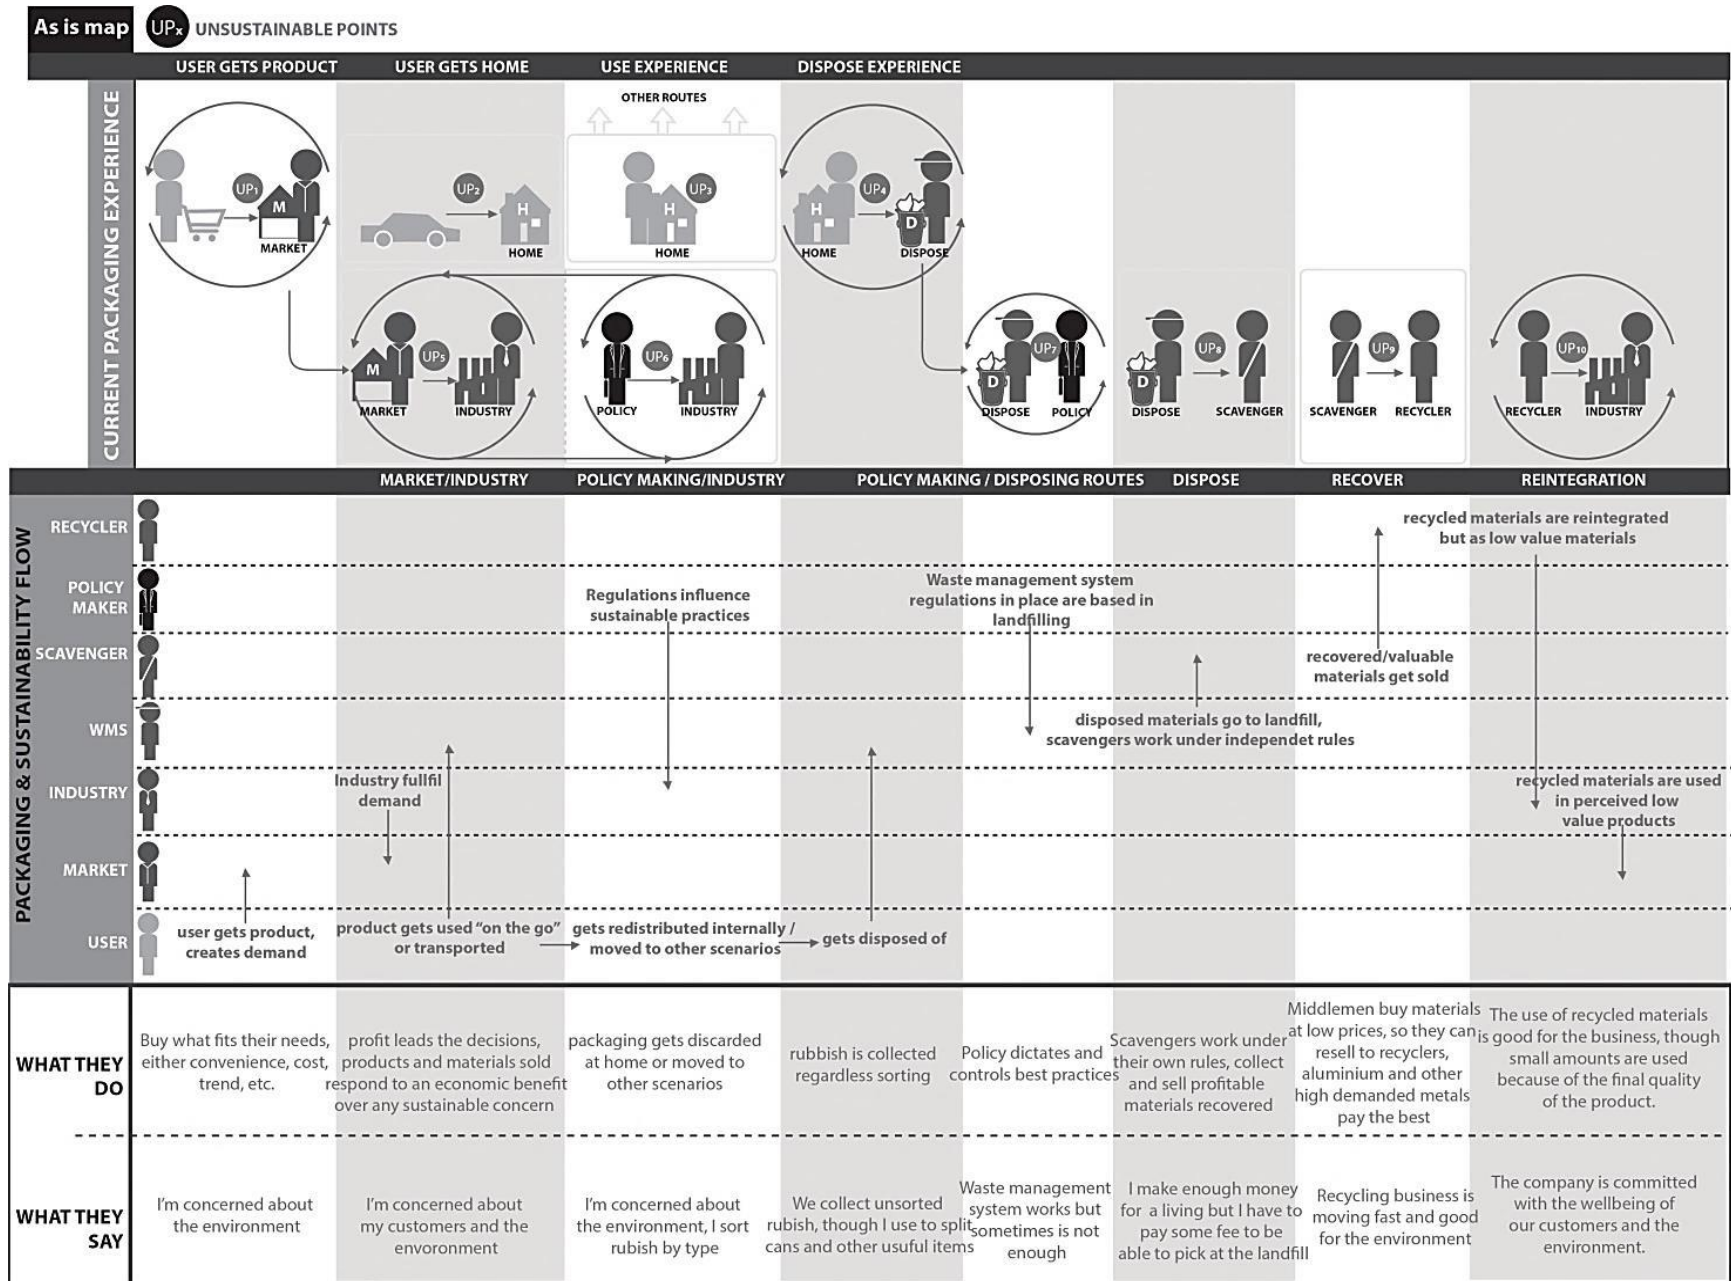 As is map
UPx UNSUSTAINABLE POINTS
USER GETS PRODUCT
USER GETS HOME
USE EXPERIENCE
DISPOSE EXPERIENCE
CURRENT PACKAGING EXPERIENCE
OTHER ROUTES
UP1
M
MARKET
UP2
H
HOME
UP3
H
HOME
UP4
H
HOME
D
DISPOSE
UP5
M
MARKET
INDUSTRY
UP6
POLICY
INDUSTRY
UP7
D
DISPOSE
POLICY
UP8
D
DISPOSE
SCAVENGER
UP9
SCAVENGER
RECYCLER
UP10
RECYCLER
INDUSTRY
MARKET/INDUSTRY
POLICY MAKING/INDUSTRY
POLICY MAKING / DISPOSING ROUTES
DISPOSE
RECOVER
REINTEGRATION
PACKAGING & SUSTAINABILITY FLOW
RECYCLER
recycled materials are reintegrated
but as low value materials
POLICY
MAKER
Regulations influence
sustainable practices
Waste management system
regulations in place are based in
landfilling
SCAVENGER
recovered/valuable
materials get sold
WMS
disposed materials go to landfill,
scavengers work under independet rules
INDUSTRY
Industry fullfil
demand
recycled materials are used
in perceived low
value products
MARKET
USER
user gets product,
creates demand
product gets used "on the go"
or transported
gets redistributed internally /
moved to other scenarios
gets disposed of
WHAT THEY
DO
Buy what fits their needs,
either convenience, cost,
trend, etc.
profit leads the decisions,
products and materials sold
respond to an economic benefit
over any sustainable concern
packaging gets discarded
at home or moved to
other scenarios
rubbish is collected
regardless sorting
Policy dictates and
controls best practices
Scavengers work under
their own rules, collect
and sell profitable
materials recovered
Middlemen buy materials
at low prices, so they can
resell to recyclers,
aluminium and other
high demanded metals
pay the best
The use of recycled materials
is good for the business, though
small amounts are used
because of the final quality
of the product.
WHAT THEY
SAY
I'm concerned about
the environment
I'm concerned about
my customers and the
envoronment
I'm concerned about
the environment, I sort
rubish by type
We collect unsorted
rubish, though I use to split
cans and other usuful items
Waste management
system works but
sometimes is not
enough
I make enough money
for a living but I have to
pay some fee to be
able to pick at the landfill
Recycling business is
moving fast and good
for the environment
The company is committed
with the wellbeing of
our customers and the
environment.